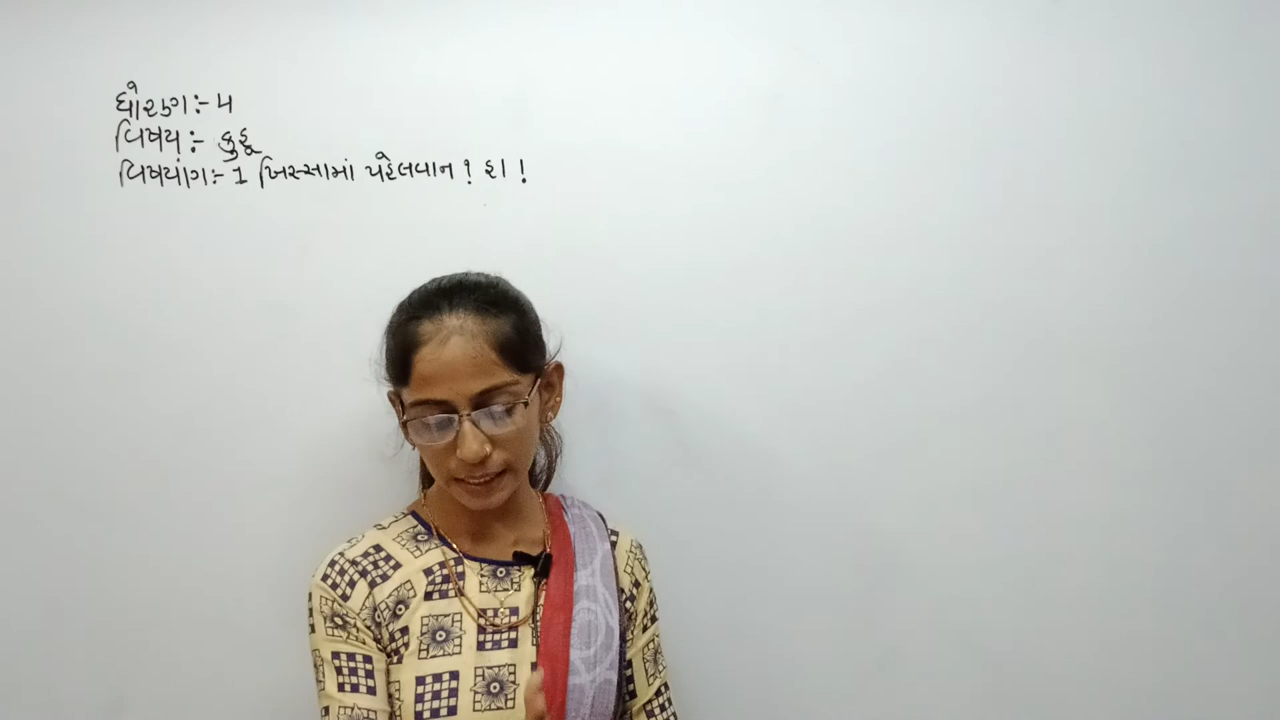 ધોરણ:- ૫
વિષય:- કુહૂ
વિષયાંગ:- 1 ખિસ્સામાં પહેલવાન ! હા !